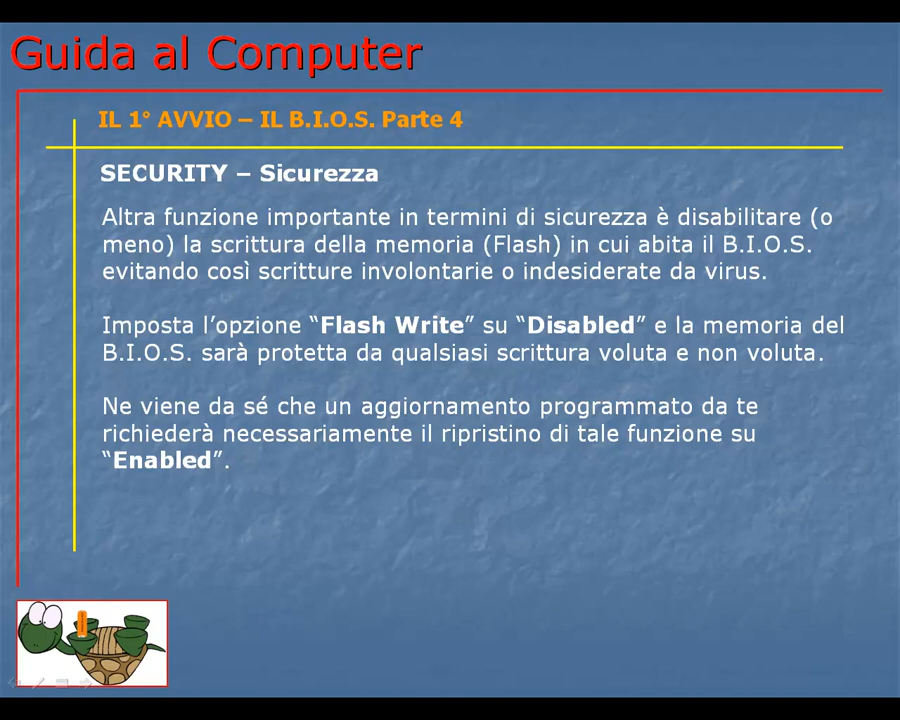 Guida al Computer
IL 1° AVVIO – IL B.I.O.S. Parte 4
SECURITY – Sicurezza
Altra funzione importante in termini di sicurezza è disabilitare (o
meno) la scrittura della memoria (Flash) in cui abita il B.I.O.S.
evitando così scritture involontarie o indesiderate da virus.
Imposta l’opzione “Flash Write” su “Disabled” e la memoria del
B.I.O.S. sarà protetta da qualsiasi scrittura voluta e non voluta.
Ne viene da sé che un aggiornamento programmato da te
richiederà necessariamente il ripristino di tale funzione su
“Enabled”.